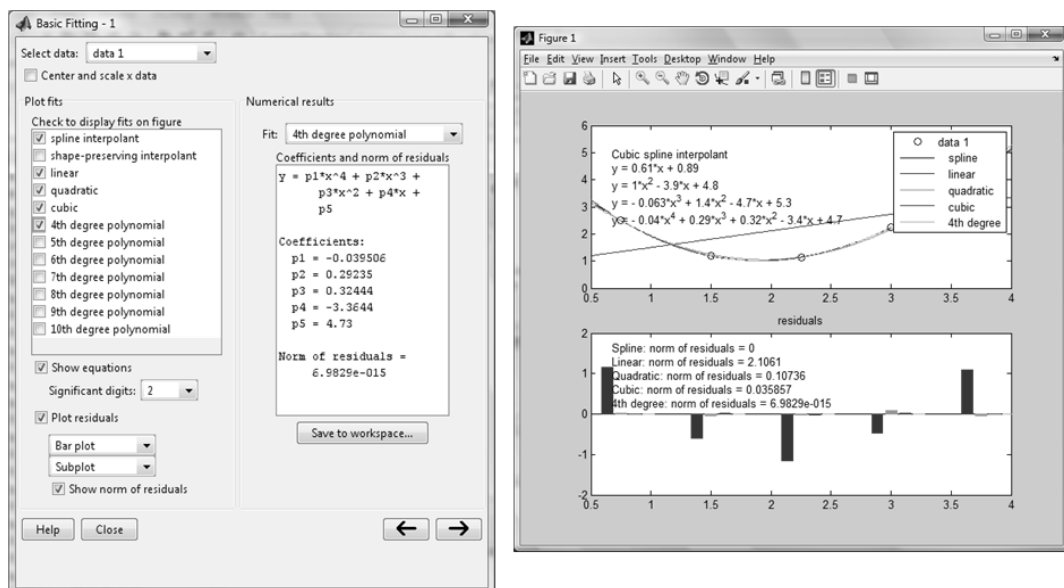 Basic Fitting - 1
Select data: data 1
Center and scale x data
Plot fits
Check to display fits on figure
spline interpolant
shape-preserving interpolant
linear
quadratic
cubic
4th degree polynomial
5th degree polynomial
6th degree polynomial
7th degree polynomial
8th degree polynomial
9th degree polynomial
10th degree polynomial
Show equations
Significant digits: 2
Plot residuals
Bar plot
Subplot
Show norm of residuals
Help
Close
Numerical results
Fit: 4th degree polynomial
Coefficients and norm of residuals
y = p1*x^4 + p2*x^3 +
p3*x^2 + p4*x +
p5
Coefficients:
p1 = -0.039506
p2 = 0.29235
p3 = 0.32444
p4 = -3.3644
p5 = 4.73
Norm of residuals =
6.9829e-015
Save to workspace...
Figure 1
File Edit View Insert Tools Desktop Window Help
6
5
4
3
2
1
0
Cubic spline interpolant
y = 0.61*x + 0.89
y = 1*x² - 3.9*x + 4.8
y = - 0.063*x³ + 1.4*x² - 4.7*x + 5.3
y = - 0.04*x⁴ + 0.29*x³ + 0.32*x² - 3.4*x + 4.7
data 1
spline
linear
quadratic
cubic
4th degree
0.5 1 1.5 2 2.5 3 3.5 4
residuals
2
1
0
-1
-2
Spline: norm of residuals = 0
Linear: norm of residuals = 2.1061
Quadratic: norm of residuals = 0.10736
Cubic: norm of residuals = 0.035857
4th degree: norm of residuals = 6.9829e-015
0.5 1 1.5 2 2.5 3 3.5 4